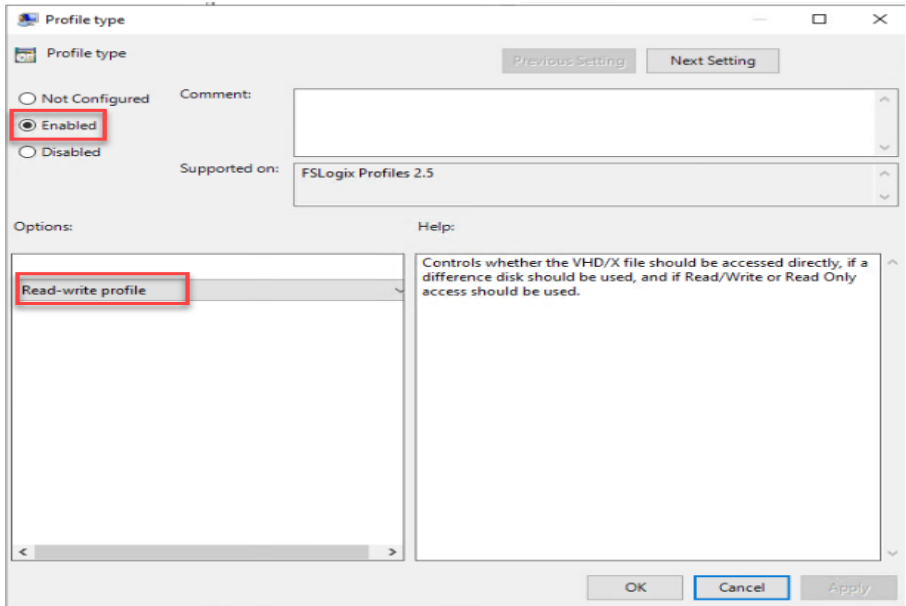 Profile type
Profile type
Previous Setting
Next Setting
Not Configured
Comment:
Enabled
Disabled
Supported on:
FSLogix Profiles 2.5
Options:
Help:
Read-write profile
Controls whether the VHD/X file should be accessed directly, if a
difference disk should be used, and if Read/Write or Read Only
access should be used.
OK
Cancel
Apply